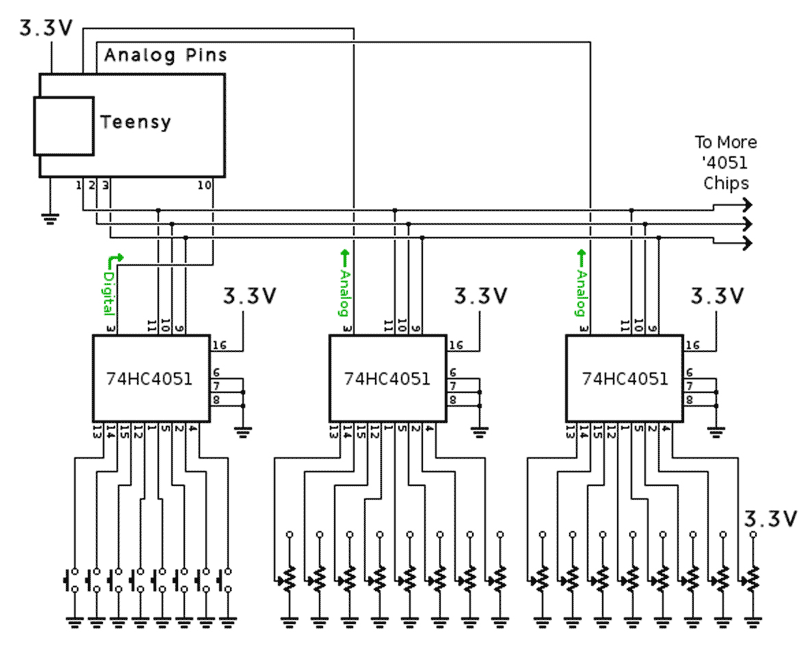 3.3V
Analog Pins
Teensy
1 2 3 10
To More
'4051
Chips
Digital
Analog
Analog
3.3V
3.3V
3.3V
3 11 10 9
3 11 10 9
3 11 10 9
16
16
16
74HC4051
74HC4051
74HC4051
6
7
8
6
7
8
6
7
8
13 14 15 12 1 5 2 4
13 14 15 12 1 5 2 4
13 14 15 12 1 5 2 4
3.3V